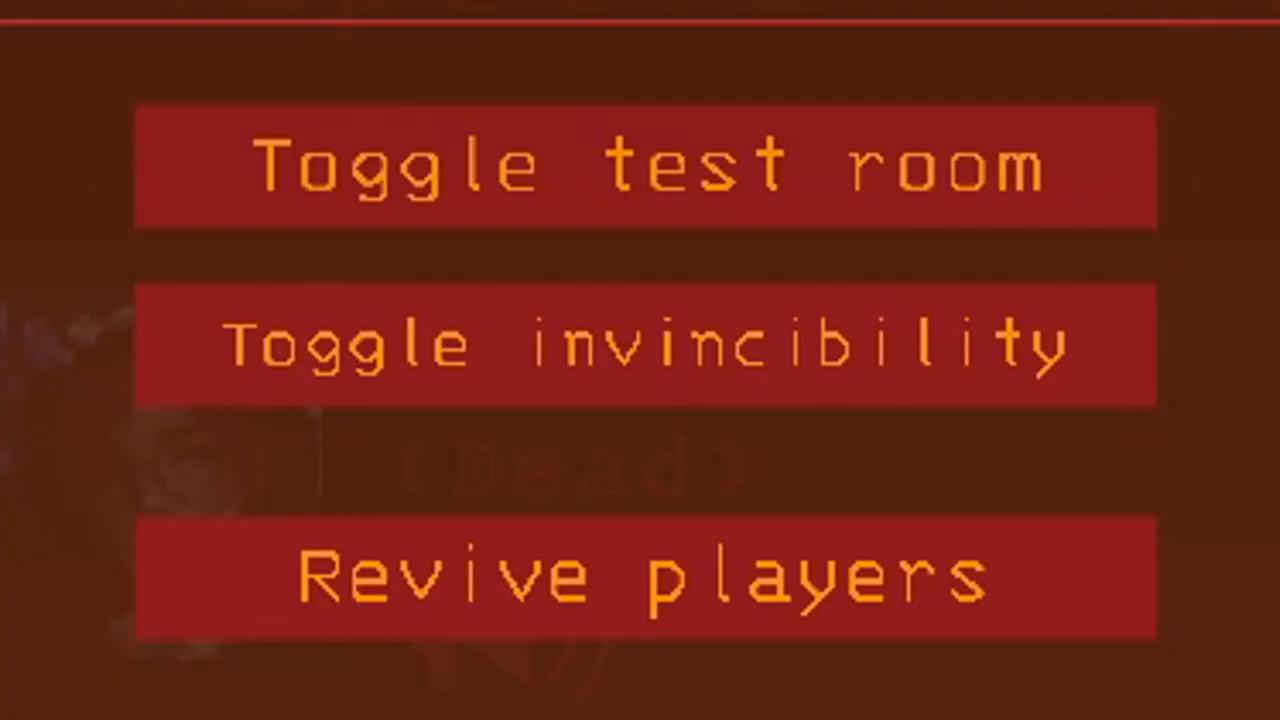 Toggle test room
Toggle invincibility
(Dead)
Revive players